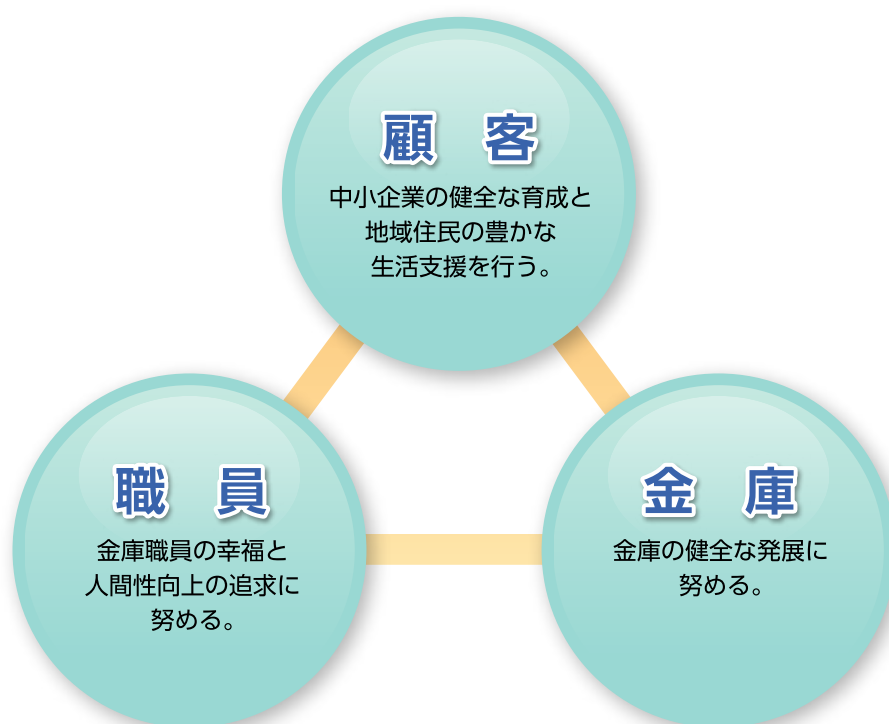 顧 客
中小企業の健全な育成と
地域住民の豊かな
生活支援を行う。
職 員
金庫職員の幸福と
人間性向上の追求に
努める。
金 庫
金庫の健全な発展に
努める。